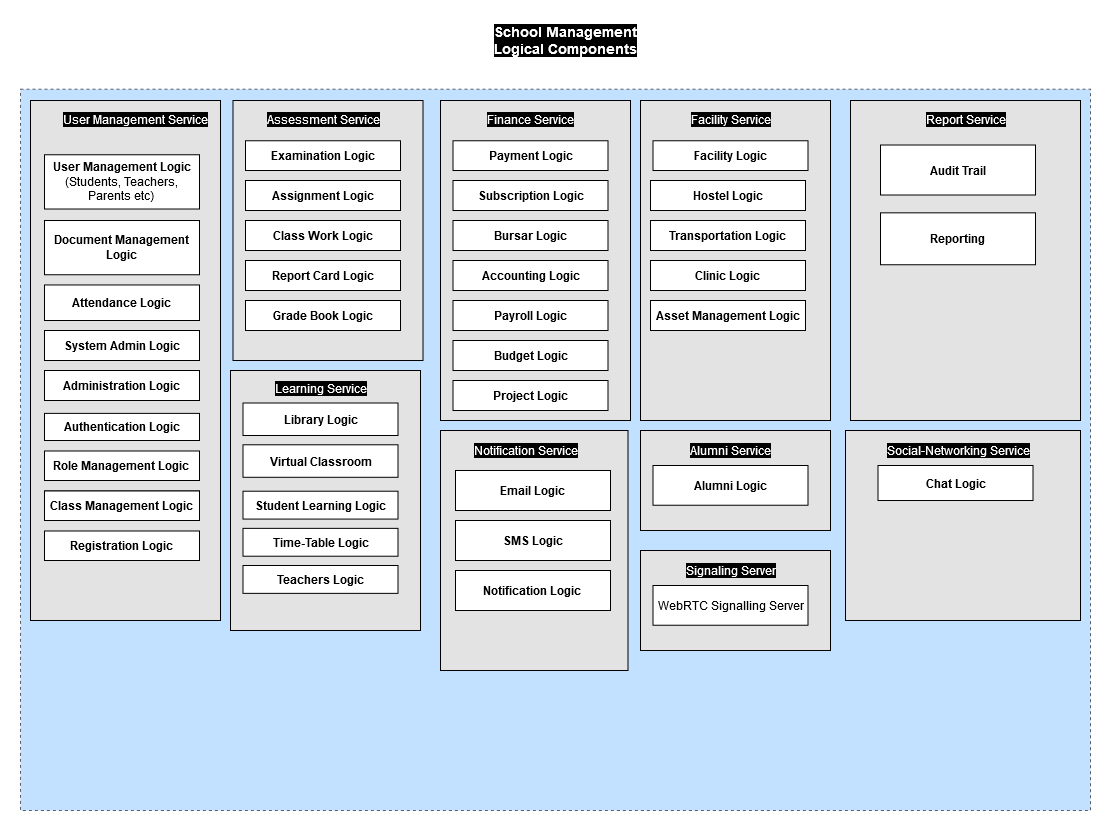 School Management
Logical Components
User Management Service
User Management Logic
(Students, Teachers,
Parents etc)
Document Management
Logic
Attendance Logic
System Admin Logic
Administration Logic
Authentication Logic
Role Management Logic
Class Management Logic
Registration Logic
Assessment Service
Examination Logic
Assignment Logic
Class Work Logic
Report Card Logic
Grade Book Logic
Learning Service
Library Logic
Virtual Classroom
Student Learning Logic
Time-Table Logic
Teachers Logic
Finance Service
Payment Logic
Subscription Logic
Bursar Logic
Accounting Logic
Payroll Logic
Budget Logic
Project Logic
Notification Service
Email Logic
SMS Logic
Notification Logic
Facility Service
Facility Logic
Hostel Logic
Transportation Logic
Clinic Logic
Asset Management Logic
Alumni Service
Alumni Logic
Signaling Server
WebRTC Signalling Server
Report Service
Audit Trail
Reporting
Social-Networking Service
Chat Logic